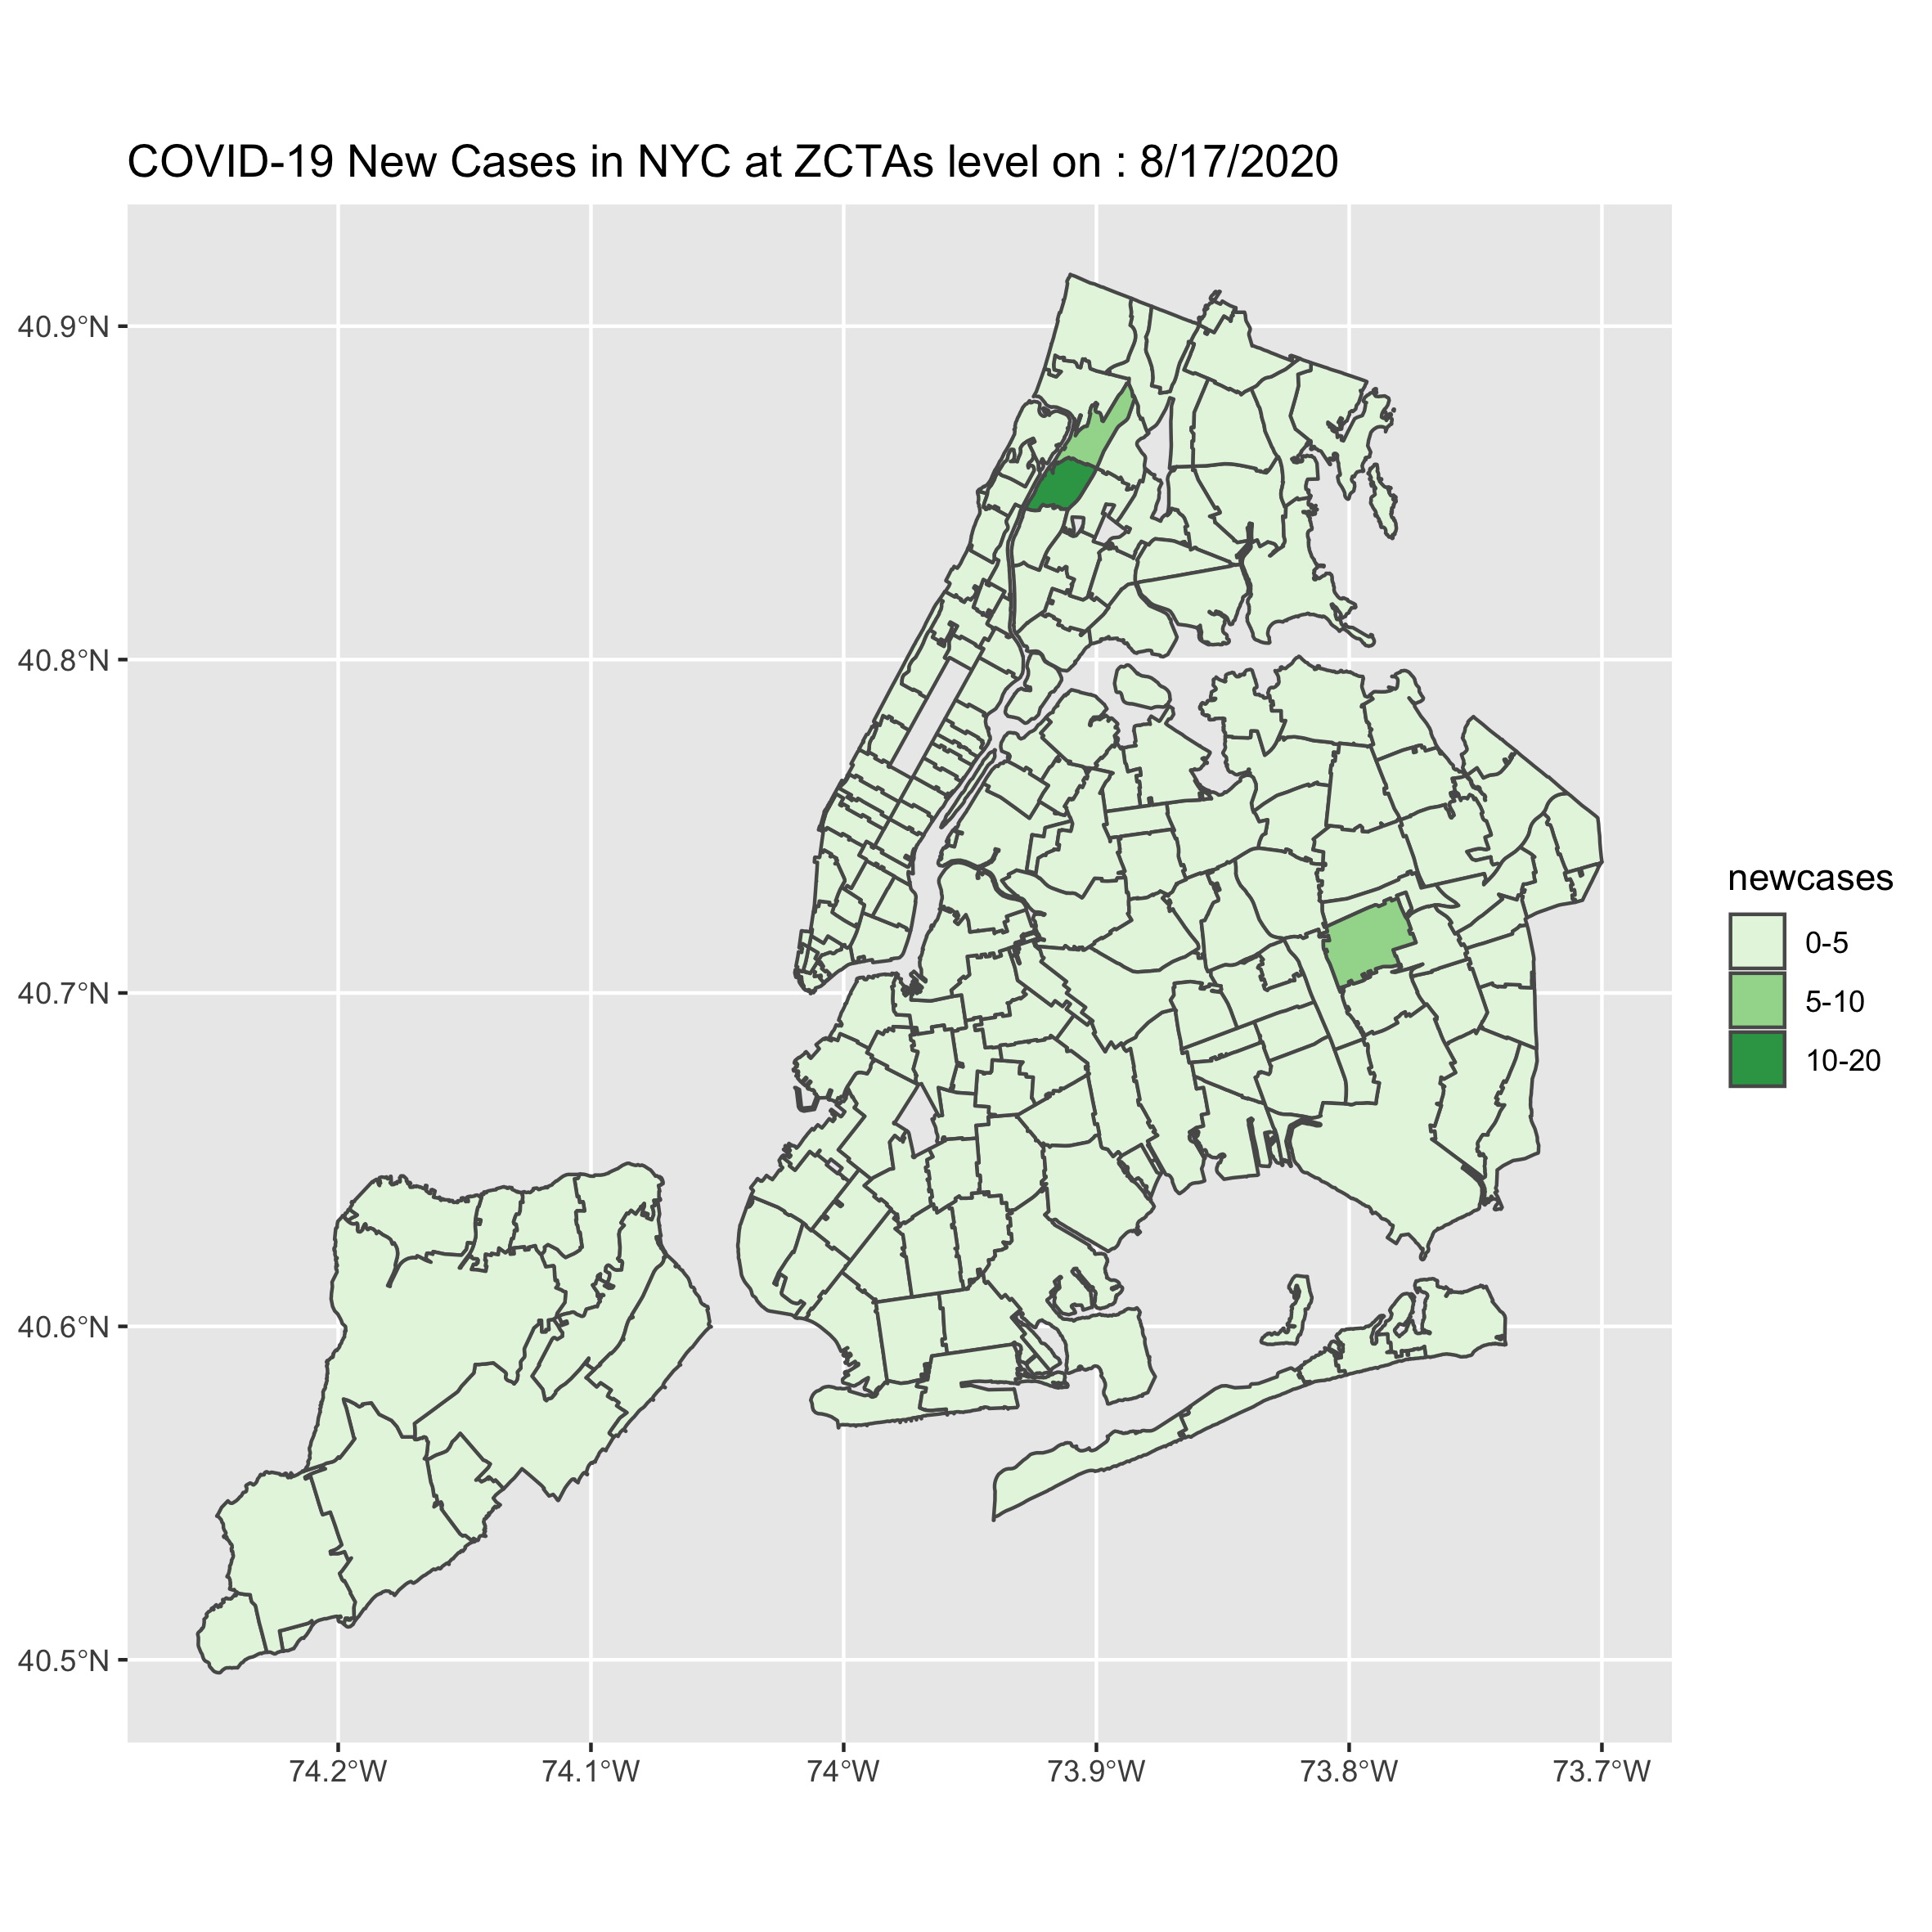 COVID-19 New Cases in NYC at ZCTAs level on : 8/17/2020
40.9°N
40.8°N
40.7°N
40.6°N
40.5°N
74.2°W
74.1°W
74°W
73.9°W
73.8°W
73.7°W
newcases
0-5
5-10
10-20